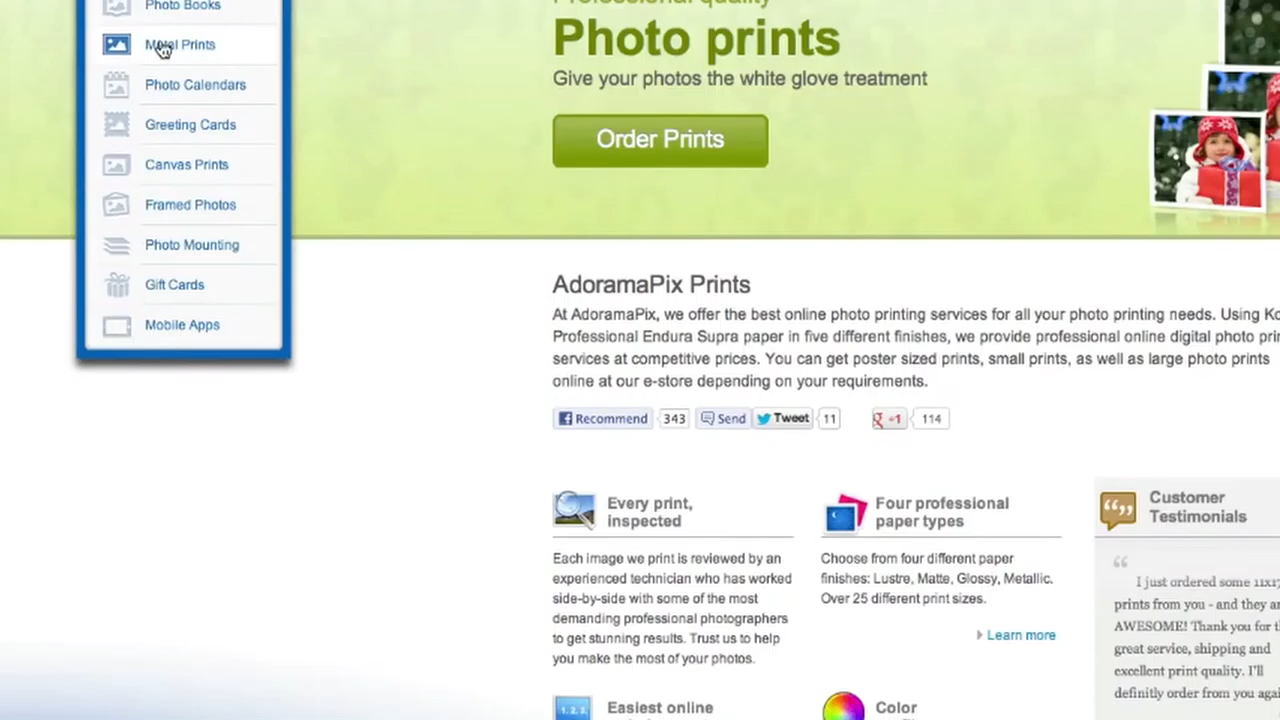 Photo Books
Metal Prints
Photo Calendars
Greeting Cards
Canvas Prints
Framed Photos
Photo Mounting
Gift Cards
Mobile Apps
Professional quality
Photo prints
Give your photos the white glove treatment
Order Prints
AdoramaPix Prints
At AdoramaPix, we offer the best online photo printing services for all your photo printing needs. Using
Professional Endura Supra paper in five different finishes, we provide professional online digital photo
services at competitive prices. You can get poster sized prints, small prints, as well as large photo prints
online at our e-store depending on your requirements.
Recommend 343 Send Tweet 11 +1 114
Every print,
inspected
Each image we print is reviewed by an
experienced technician who has worked
side-by-side with some of the most
demanding professional photographers
to get stunning results. Trust us to help
you make the most of your photos.
Four professional
paper types
Choose from four different paper
finishes: Lustre, Matte, Glossy, Metallic.
Over 25 different print sizes.
Learn more
Customer
Testimonials
“
I just ordered some 11x17
prints from you - and they
AWESOME! Thank you for
great service, shipping and
excellent print quality. I'll
definitly order from you
1. 2. 3.
Easiest online
Color